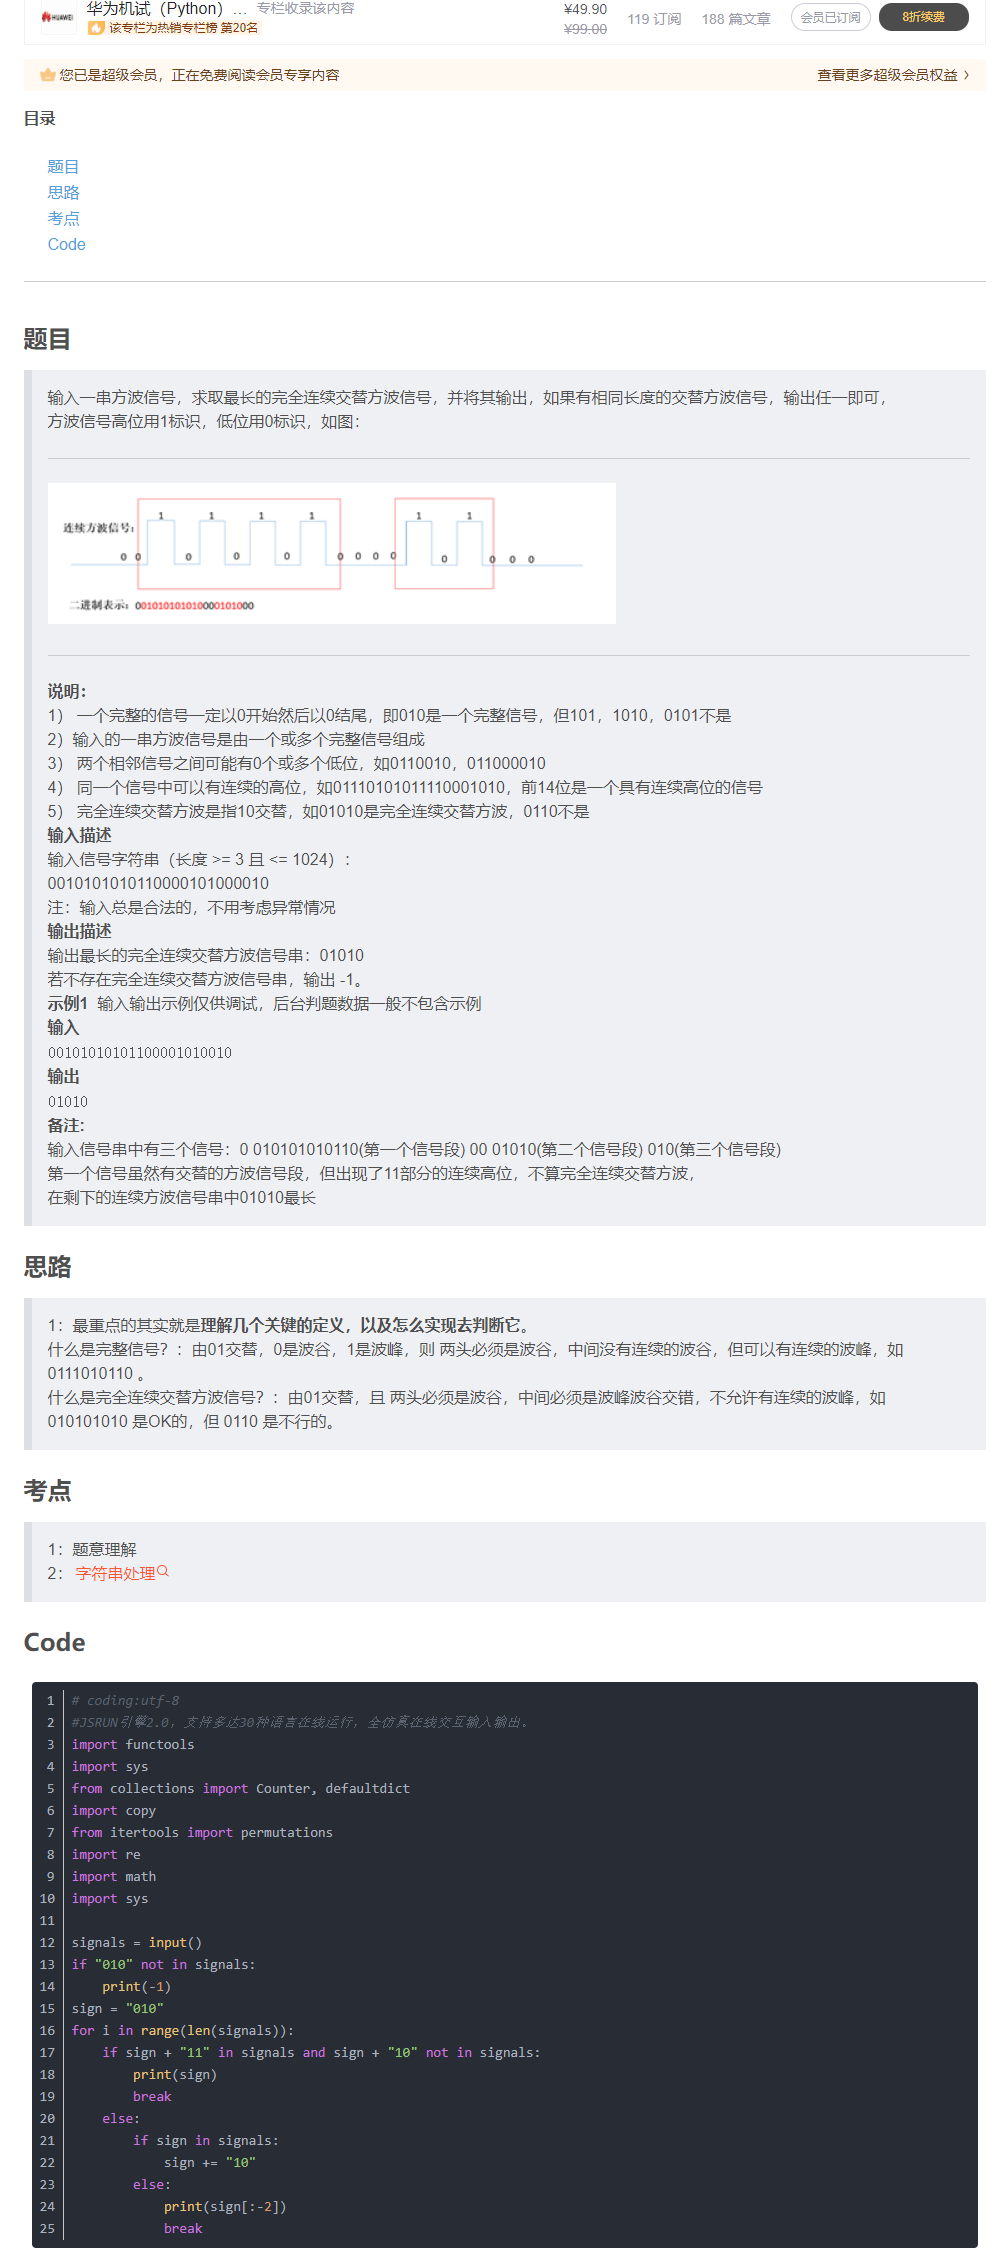 HUAWEI
华为机试（Python）... 专栏收录该内容
该专栏为热销专栏榜 第20名
¥49.90
¥99.00
119 订阅 188 篇文章 会员已订阅 8折续费
您已是超级会员，正在免费阅读会员专享内容 查看更多超级会员权益 >
目录
题目
思路
考点
Code
题目
输入一串方波信号，求取最长的完全连续交替方波信号，并将其输出，如果有相同长度的交替方波信号，输出任一即可，
方波信号高位用1标识，低位用0标识，如图：
1 1 1 1 1 1
连续方波信号：
0 0 0 0 0 0 0 0 0 0 0 0 0
二进制表示：00101010101000010100​0
说明：
1） 一个完整的信号一定以0开始然后以0结尾，即010是一个完整信号，但101，1010，0101不是
2）输入的一串方波信号是由一个或多个完整信号组成
3） 两个相邻信号之间可能有0个或多个低位，如0110010，011000010
4） 同一个信号中可以有连续的高位，如01110101011110001010，前14位是一个具有连续高位的信号
5） 完全连续交替方波是指10交替，如01010是完全连续交替方波，0110不是
输入描述
输入信号字符串（长度 >= 3 且 <= 1024）：
0010101010110000101000010
注：输入总是合法的，不用考虑异常情况
输出描述
输出最长的完全连续交替方波信号串：01010
若不存在完全连续交替方波信号串，输出 -1。
示例1 输入输出示例仅供调试，后台判题数据一般不包含示例
输入
00101010101100001010010
输出
01010
备注：
输入信号串中有三个信号：0 010101010110(第一个信号段) 00 01010(第二个信号段) 010(第三个信号段)
第一个信号虽然有交替的方波信号段，但出现了11部分的连续高位，不算完全连续交替方波，
在剩下的连续方波信号串中01010最长
思路
1：最重点的其实就是理解几个关键的定义，以及怎么实现去判断它。
什么是完整信号？：由01交替，0是波谷，1是波峰，则 两头必须是波谷，中间没有连续的波谷，但可以有连续的波峰，如
0111010110 。
什么是完全连续交替方波信号？：由01交替，且 两头必须是波谷，中间必须是波峰波谷交错，不允许有连续的波峰，如
010101010 是OK的，但 0110 是不行的。
考点
1：题意理解
2： 字符串处理
Code
1 # coding:utf-8
2 #JSRUN引擎2.0，支持多达30种语言在线运行，全仿真在线交互输入输出。
3 import functools
4 import sys
5 from collections import Counter, defaultdict
6 import copy
7 from itertools import permutations
8 import re
9 import math
10 import sys
11
12 signals = input()
13 if "010" not in signals:
14     print(-1)
15 sign = "010"
16 for i in range(len(signals)):
17     if sign + "11" in signals and sign + "10" not in signals:
18         print(sign)
19         break
20     else:
21         if sign in signals:
22             sign += "10"
23         else:
24             print(sign[:-2])
25             break